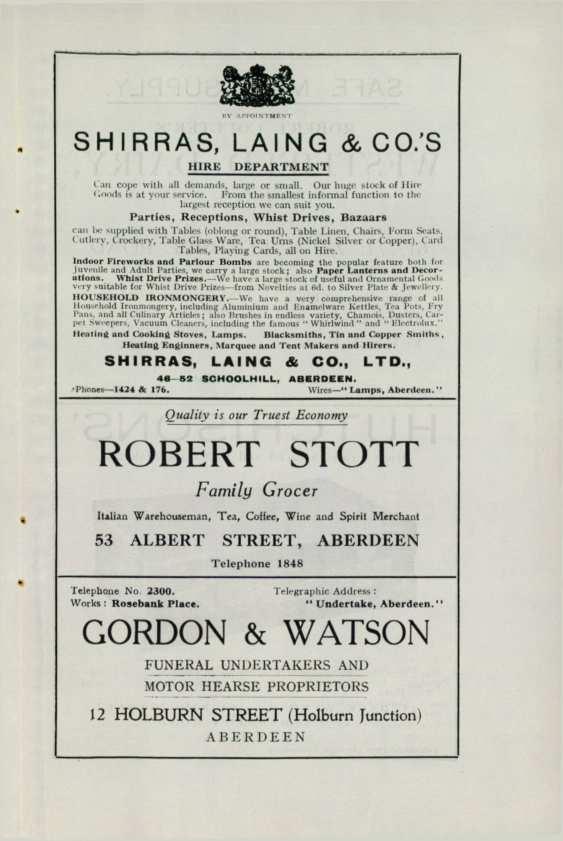 BY APPOINTMENT
SHIRRAS, LAING & CO.'S
HIRE DEPARTMENT
Can cope with all demands, large or small. Our huge stock of Hire
Goods is at your service. From the smallest informal function to the
largest reception we can suit you.
Parties, Receptions, Whist Drives, Bazaars
can be supplied with Tables (oblong or round), Table Linen, Chairs, Form Seats,
Cutlery, Crockery, Table Glass Ware, Tea Urns (Nickel Silver or Copper), Card
Tables, Playing Cards, all on Hire.
Indoor Fireworks and Parlour Bombs are becoming the popular feature both for
Juvenile and Adult Parties, we carry a large stock; also Paper Lanterns and Decor-
ations. Whist Drive Prizes.—We have a large stock of useful and Ornamental Goods
very suitable for Whist Drive Prizes—from Novelties at 6d. to Silver Plate & Jewellery.
HOUSEHOLD IRONMONGERY.—We have a very comprehensive range of all
Household Ironmongery, including Aluminium and Enamelware Kettles, Tea Pots, Fry
Pans, and all Culinary Articles; also Brushes in endless variety, Chamois, Dusters, Car-
pet Sweepers, Vacuum Cleaners, including the famous "Whirlwind" and "Electrolux."
Heating and Cooking Stoves, Lamps. Blacksmiths, Tin and Copper Smiths,
Heating Enginners, Marquee and Tent Makers and Hirers.
SHIRRAS, LAING & CO., LTD.,
46—52 SCHOOLHILL, ABERDEEN.
'Phones—1424 & 176. Wires—"Lamps, Aberdeen."
Quality is our Truest Economy
ROBERT STOTT
Family Grocer
Italian Warehouseman, Tea, Coffee, Wine and Spirit Merchant
53 ALBERT STREET, ABERDEEN
Telephone 1848
Telephone No. 2300. Telegraphic Address:
Works: Rosebank Place. "Undertake, Aberdeen."
GORDON & WATSON
FUNERAL UNDERTAKERS AND
MOTOR HEARSE PROPRIETORS
12 HOLBURN STREET (Holburn Junction)
ABERDEEN